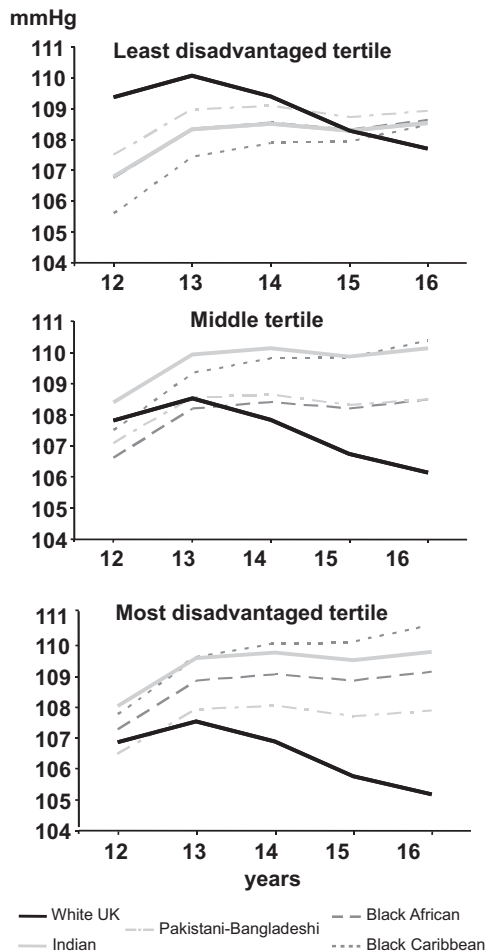 mmHg
Least disadvantaged tertile
111
110
109
108
107
106
105
104
12 13 14 15 16
Middle tertile
111
110
109
108
107
106
105
104
12 13 14 15 16
Most disadvantaged tertile
111
110
109
108
107
106
105
104
12 13 14 15 16
years
White UK
Indian
Pakistani-Bangladeshi
Black African
Black Caribbean